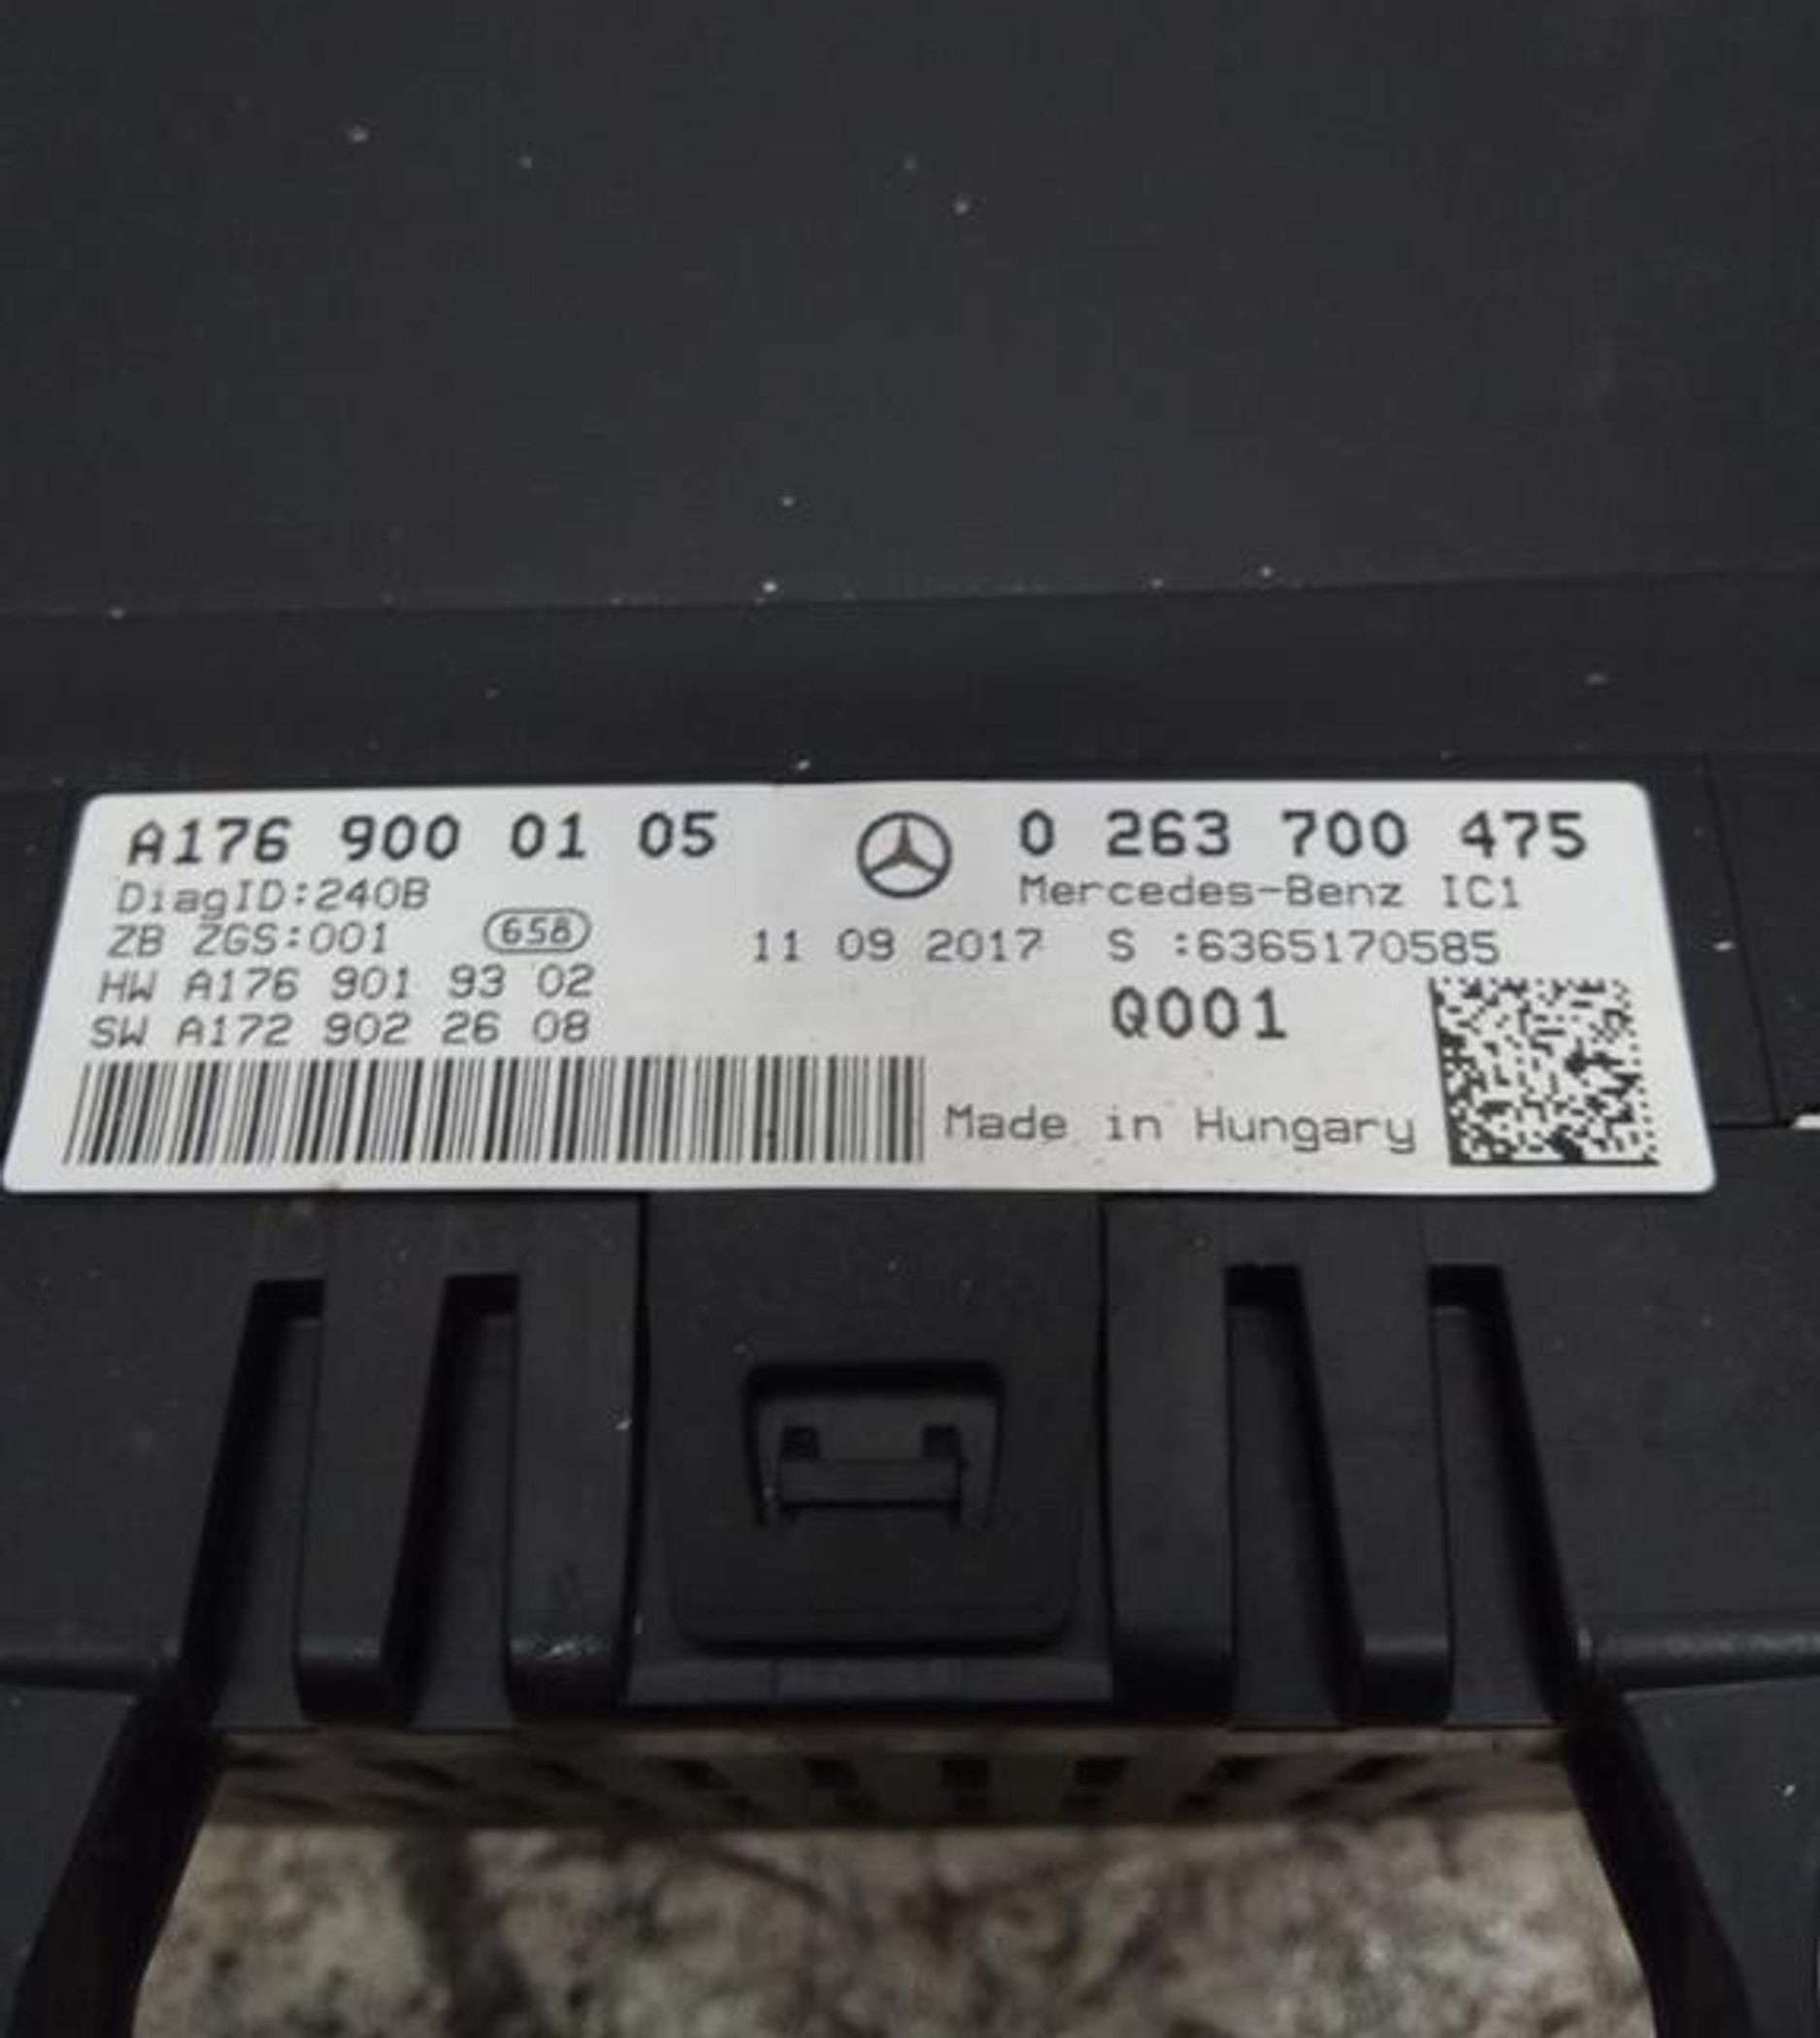 A176 900 01 05
DiagID:240B
ZB ZGS:001 658
HW A176 901 93 02
SW A172 902 26 08
0 263 700 475
Mercedes-Benz IC1
11 09 2017 S :6365170585
Q001
Made in Hungary